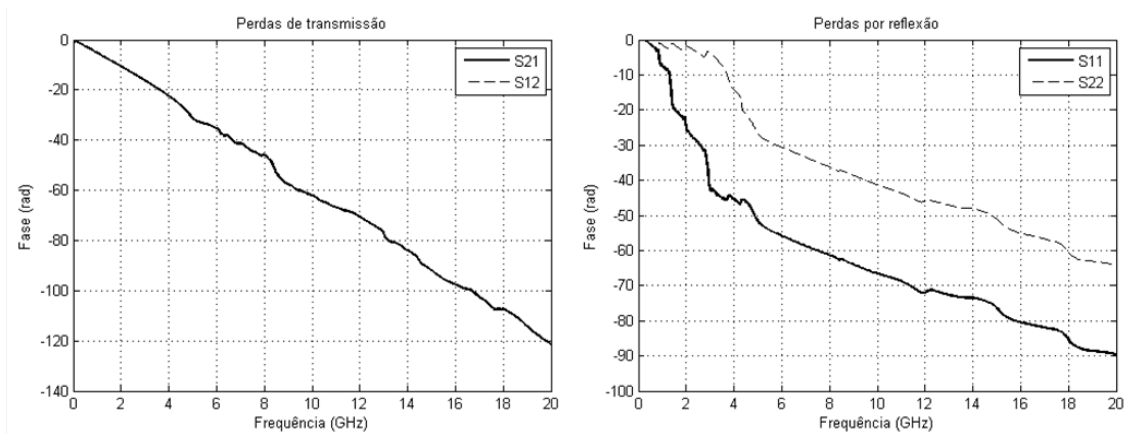 Perdas de transmissão
0
-20
-40
-60
-80
-100
-120
-140
Fase (rad)
S21
S12
0 2 4 6 8 10 12 14 16 18 20
Frequência (GHz)
Perdas por reflexão
0
-10
-20
-30
-40
-50
-60
-70
-80
-90
-100
Fase (rad)
S11
S22
0 2 4 6 8 10 12 14 16 18 20
Frequência (GHz)